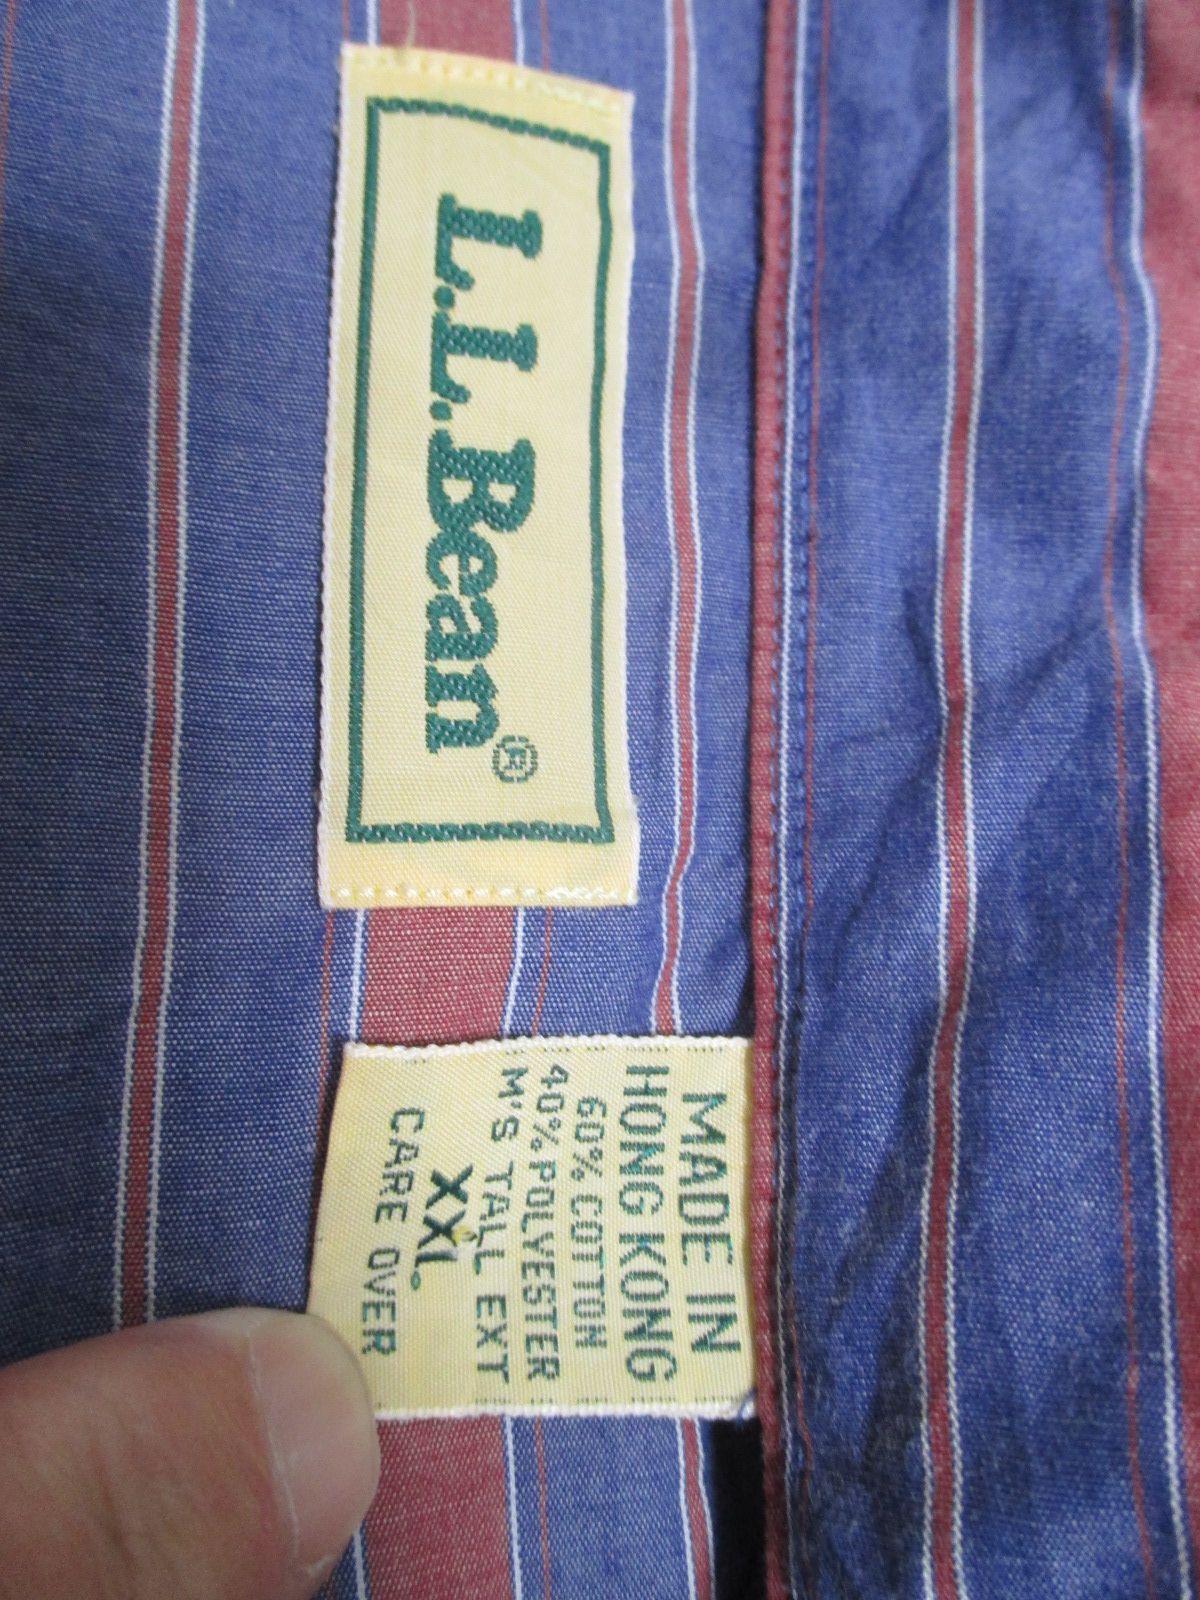 L.L.Bean®
MADE IN
HONG KONG
60% COTTON
40% POLYESTER
M'S TALL EXT
XXL
CARE OVER